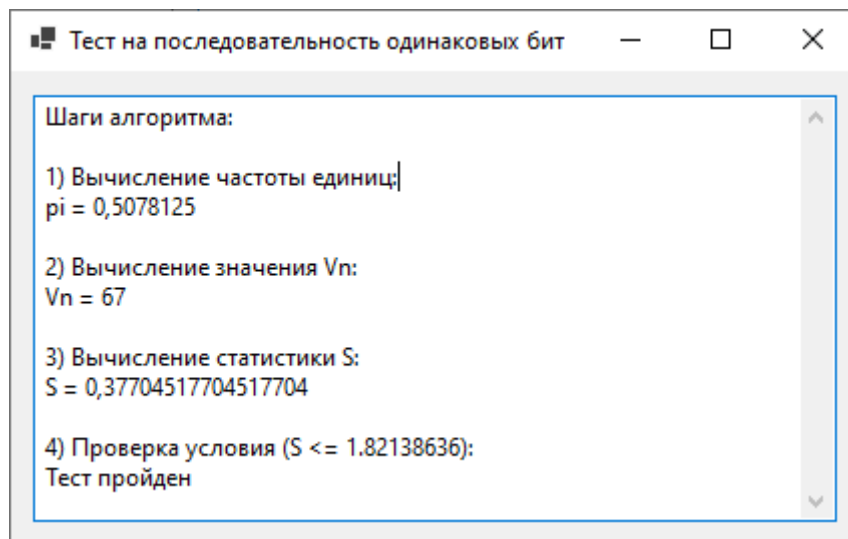 Тест на последовательность одинаковых бит
Шаги алгоритма:
1) Вычисление частоты единиц:
pi = 0,5078125
2) Вычисление значения Vn:
Vn = 67
3) Вычисление статистики S:
S = 0,37704517704517704
4) Проверка условия (S <= 1.82138636):
Тест пройден